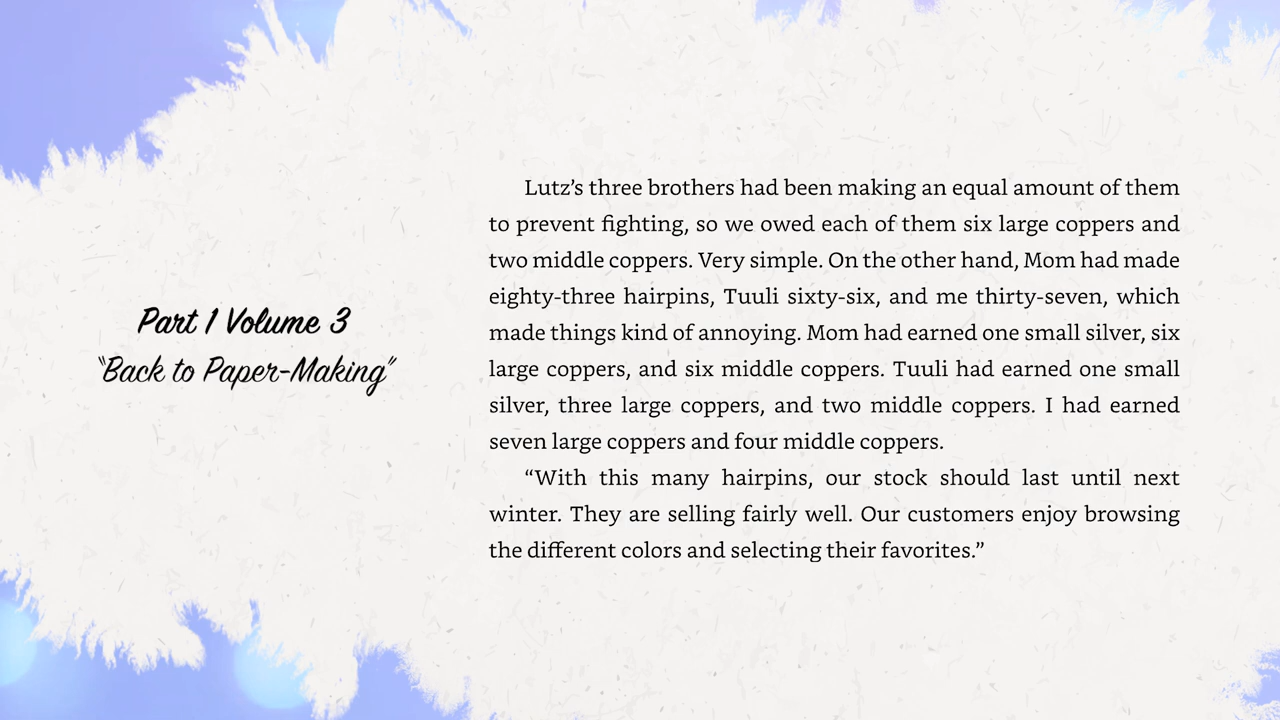 Part 1 Volume 3
“Back to Paper-Making”
Lutz’s three brothers had been making an equal amount of them
to prevent fighting, so we owed each of them six large coppers and
two middle coppers. Very simple. On the other hand, Mom had made
eighty-three hairpins, Tuuli sixty-six, and me thirty-seven, which
made things kind of annoying. Mom had earned one small silver, six
large coppers, and six middle coppers. Tuuli had earned one small
silver, three large coppers, and two middle coppers. I had earned
seven large coppers and four middle coppers.
“With this many hairpins, our stock should last until next
winter. They are selling fairly well. Our customers enjoy browsing
the different colors and selecting their favorites.”